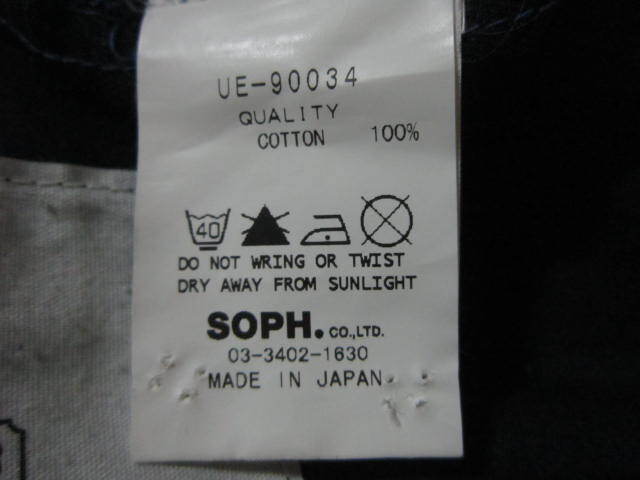 UE-90034
QUALITY
COTTON 100%
40
DO NOT WRING OR TWIST
DRY AWAY FROM SUNLIGHT
SOPH. CO.,LTD.
03-3402-1630
MADE IN JAPAN